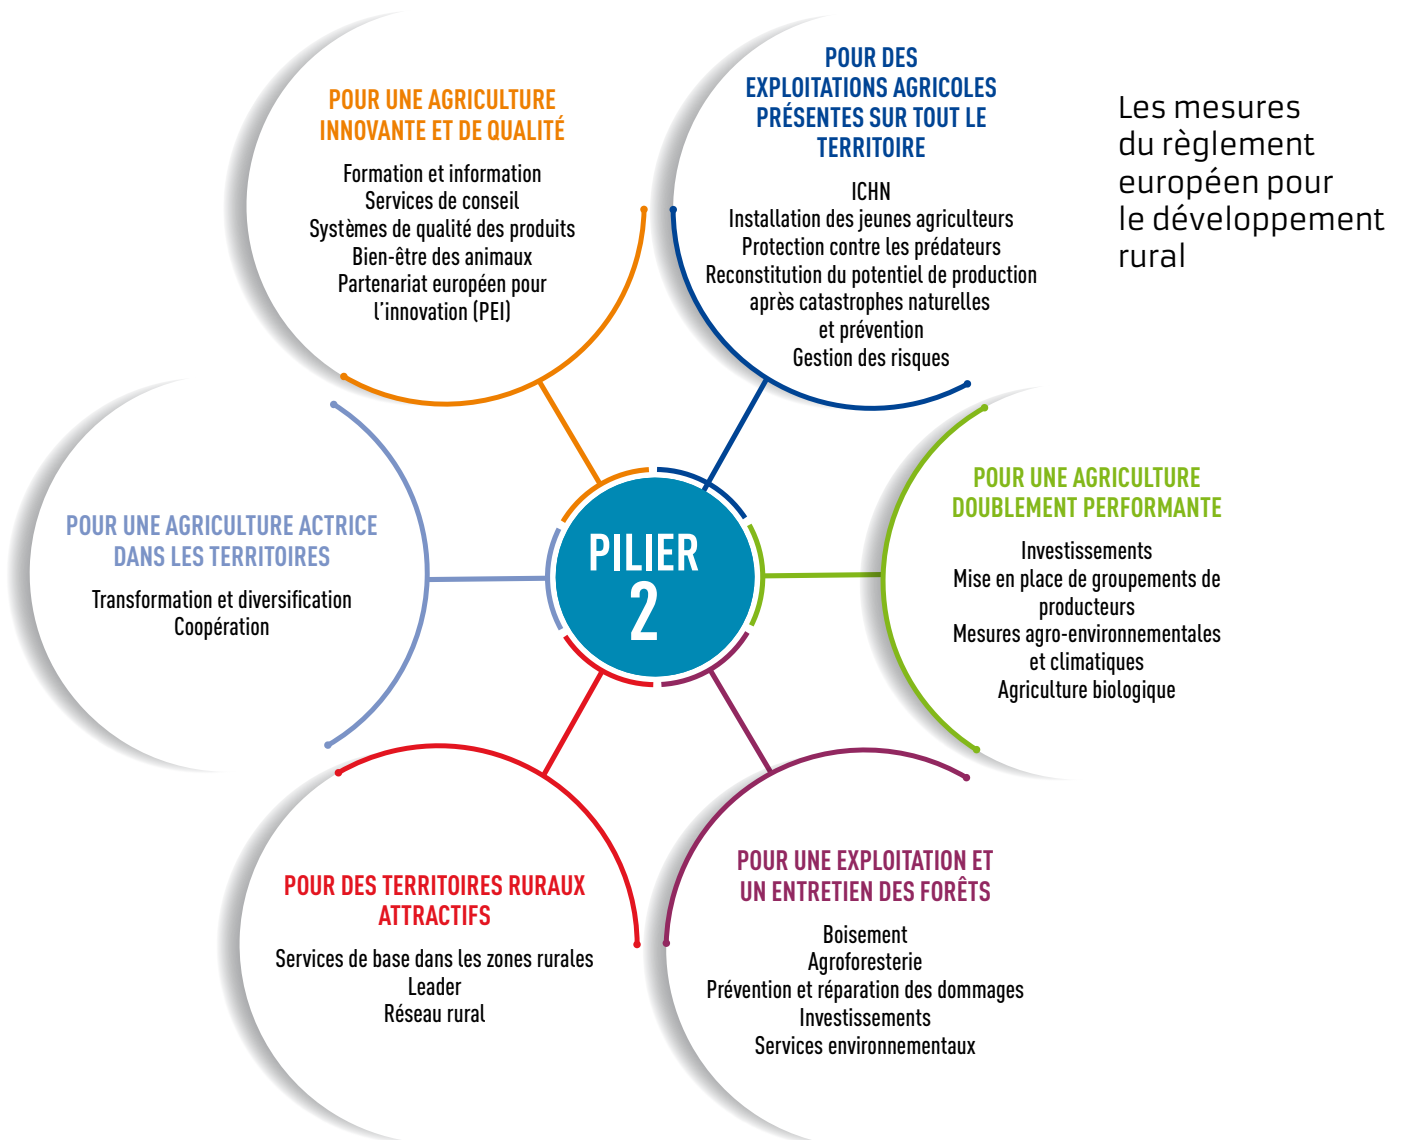 POUR UNE AGRICULTURE
INNOVANTE ET DE QUALITÉ
Formation et information
Services de conseil
Systèmes de qualité des produits
Bien-être des animaux
Partenariat européen pour
l'innovation (PEI)
POUR DES
EXPLOITATIONS AGRICOLES
PRÉSENTES SUR TOUT LE
TERRITOIRE
ICHN
Installation des jeunes agriculteurs
Protection contre les prédateurs
Reconstitution du potentiel de production
après catastrophes naturelles
et prévention
Gestion des risques
Les mesures
du règlement
européen pour
le développement
rural
POUR UNE AGRICULTURE ACTRICE
DANS LES TERRITOIRES
Transformation et diversification
Coopération
PILIER
2
POUR UNE AGRICULTURE
DOUBLEMENT PERFORMANTE
Investissements
Mise en place de groupements de
producteurs
Mesures agro-environnementales
et climatiques
Agriculture biologique
POUR DES TERRITOIRES RURAUX
ATTRACTIFS
Services de base dans les zones rurales
Leader
Réseau rural
POUR UNE EXPLOITATION ET
UN ENTRETIEN DES FORÊTS
Boisement
Agroforesterie
Prévention et réparation des dommages
Investissements
Services environnementaux